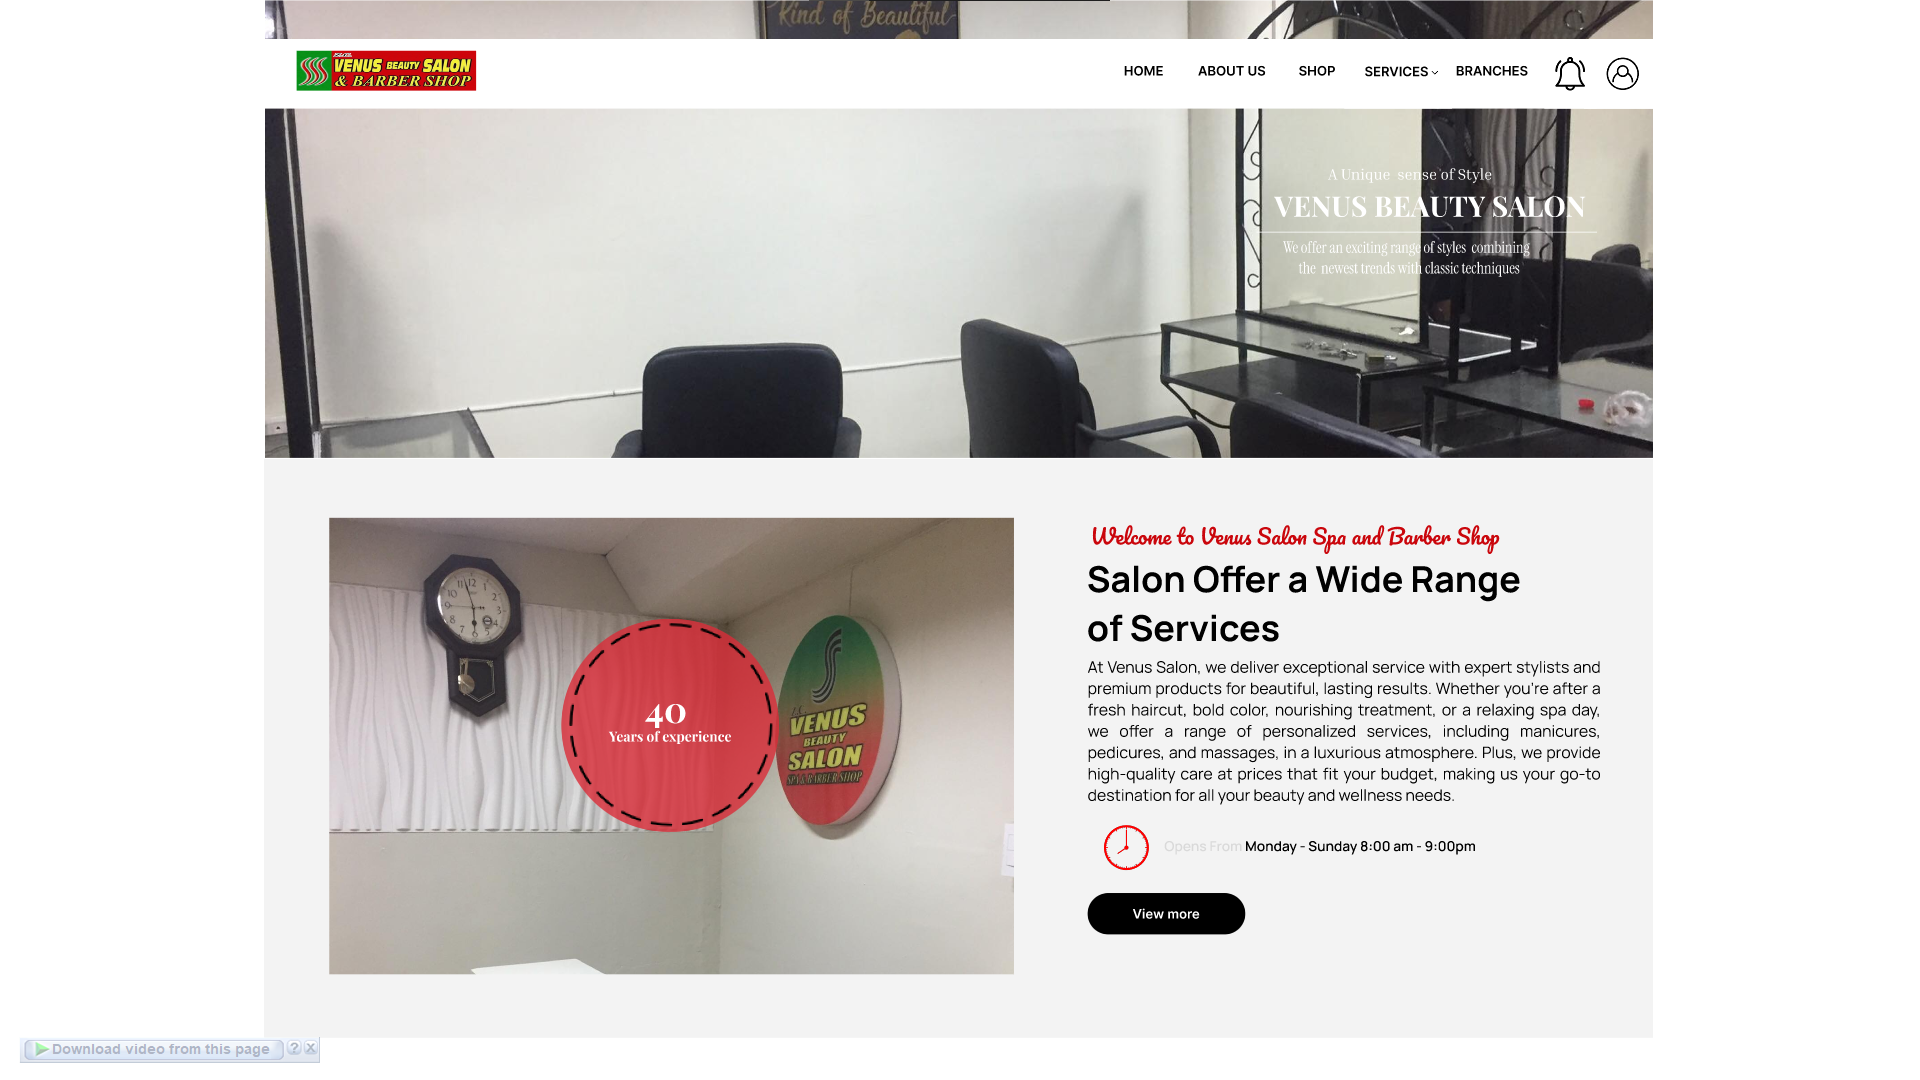 Kind of Beautiful
VENUS BEAUTY SALON
& BARBER SHOP
HOME ABOUT US SHOP SERVICES BRANCHES
A Unique sense of Style
VENUS BEAUTY SALON
We offer an exciting range of styles combining
the newest trends with classic techniques
40
Years of experience
VENUS
BEAUTY
SALON
SPA & BARBER SHOP
Welcome to Venus Salon Spa and Barber Shop
Salon Offer a Wide Range
of Services
At Venus Salon, we deliver exceptional service with expert stylists and
premium products for beautiful, lasting results. Whether you're after a
fresh haircut, bold color, nourishing treatment, or a relaxing spa day,
we offer a range of personalized services, including manicures,
pedicures, and massages, in a luxurious atmosphere. Plus, we provide
high-quality care at prices that fit your budget, making us your go-to
destination for all your beauty and wellness needs.
Opens From Monday - Sunday 8:00 am - 9:00pm
View more
Download video from this page ? X